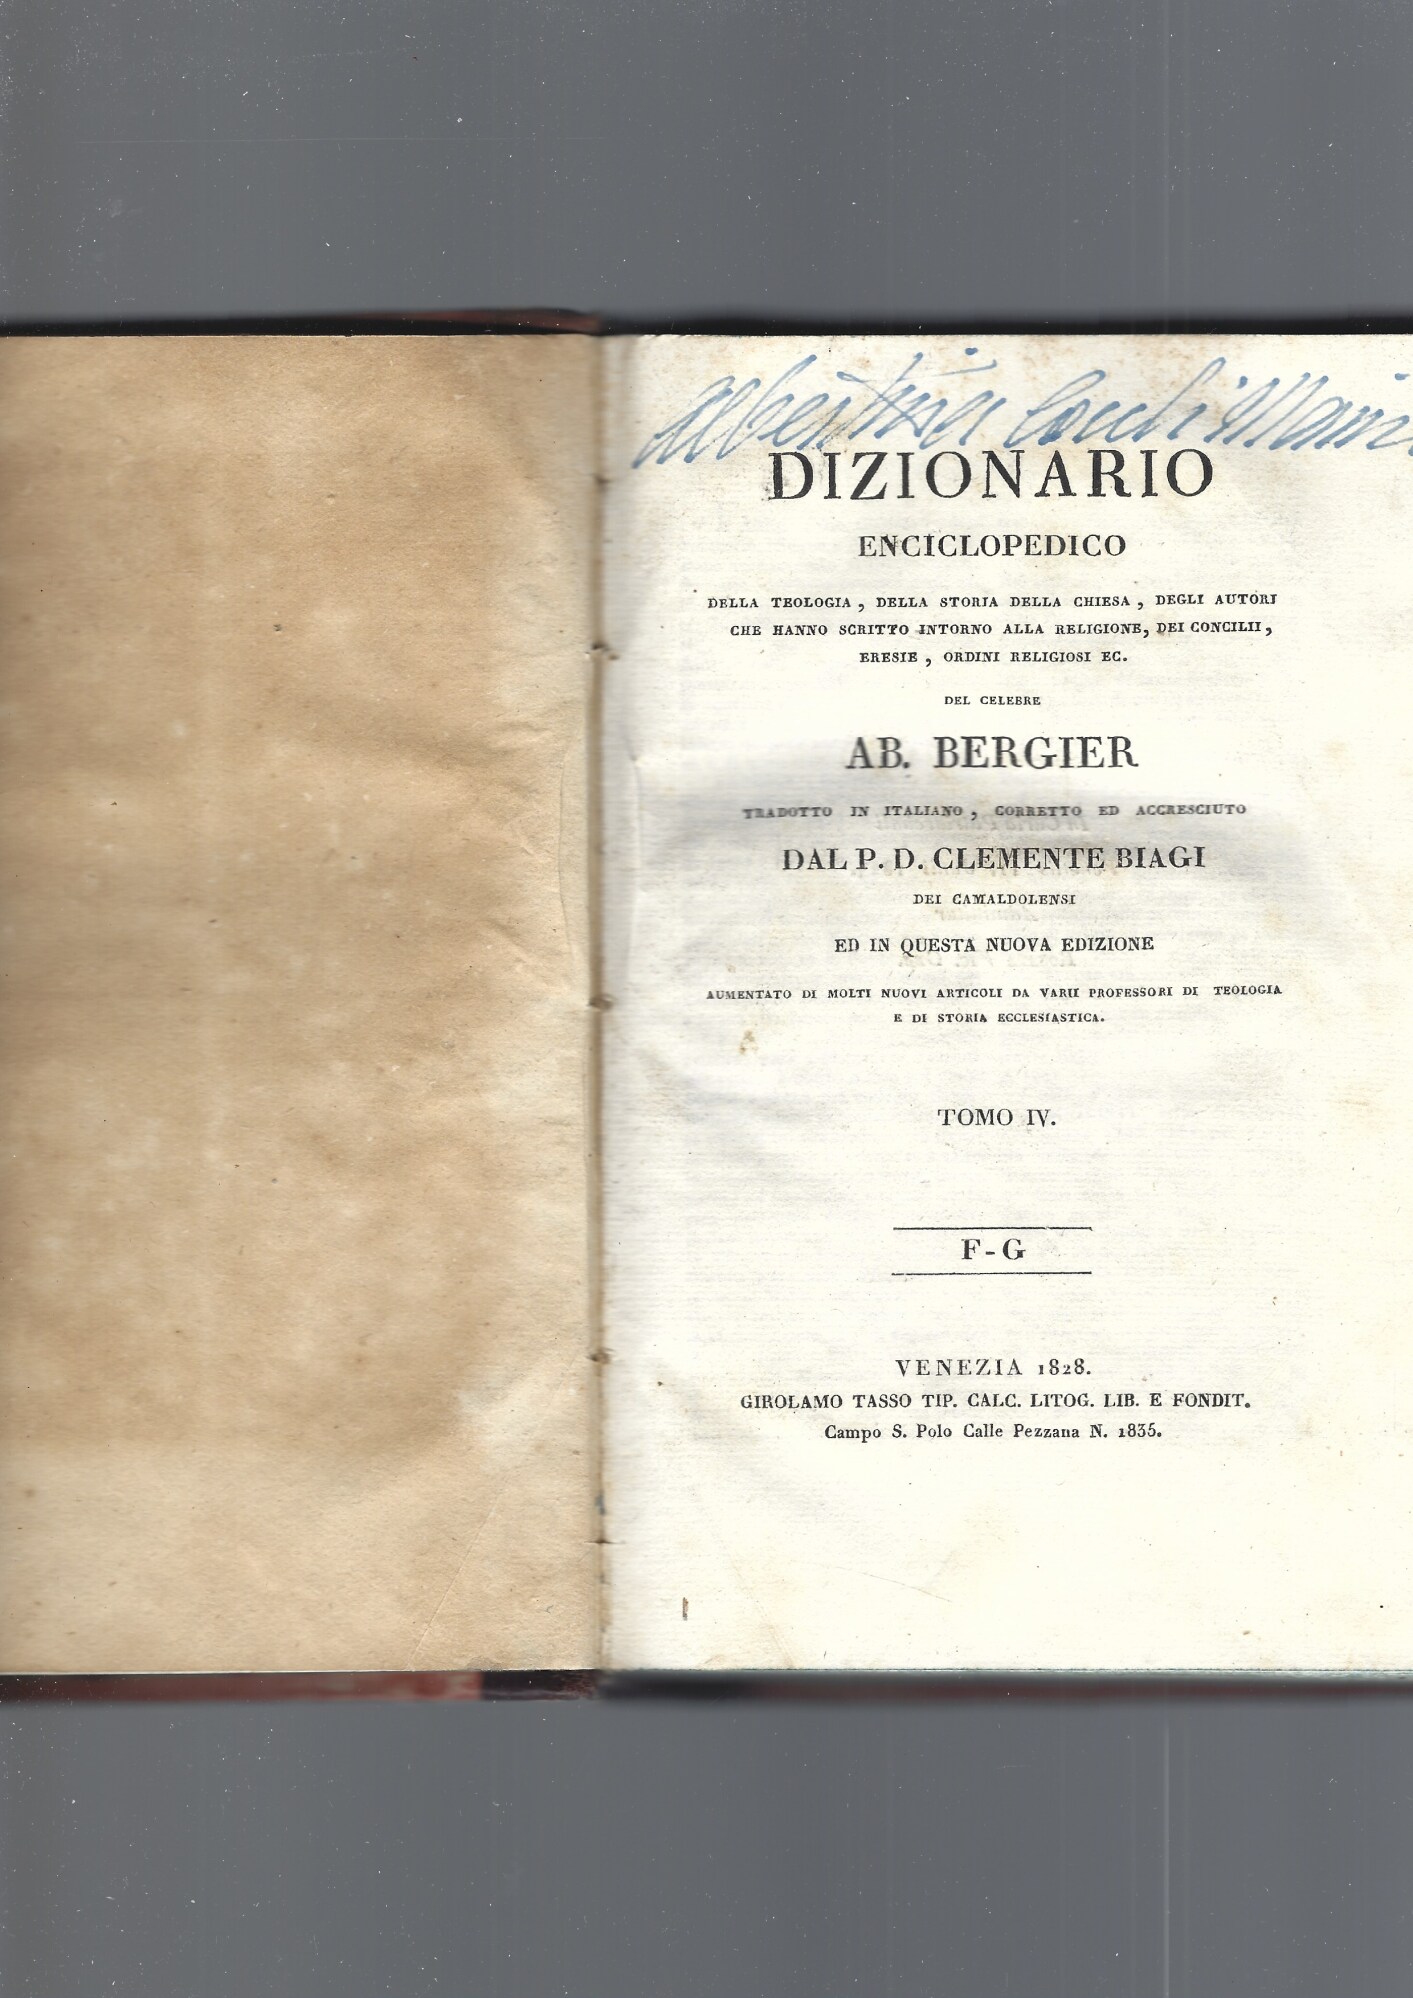 Albertina
DIZIONARIO
ENCICLOPEDICO
DELLA TEOLOGIA, DELLA STORIA DELLA CHIESA, DEGLI AUTORI
CHE HANNO SCRITTO INTORNO ALLA RELIGIONE, DEI CONCILII,
ERESIE, ORDINI RELIGIOSI EC.
DEL CELEBRE
AB. BERGIER
TRADOTTO IN ITALIANO, CORRETTO ED ACCRESCIUTO
DAL P. D. CLEMENTE BIAGI
DEI CAMALDOLENSI
ED IN QUESTA NUOVA EDIZIONE
AUMENTATO DI MOLTI NUOVI ARTICOLI DA VARII PROFESSORI DI TEOLOGIA
E DI STORIA ECCLESIASTICA.
TOMO IV.
F-G
VENEZIA 1828.
GIROLAMO TASSO TIP. CALC. LITOG. LIB. E FONDIT.
Campo S. Polo Calle Pezzana N. 1835.